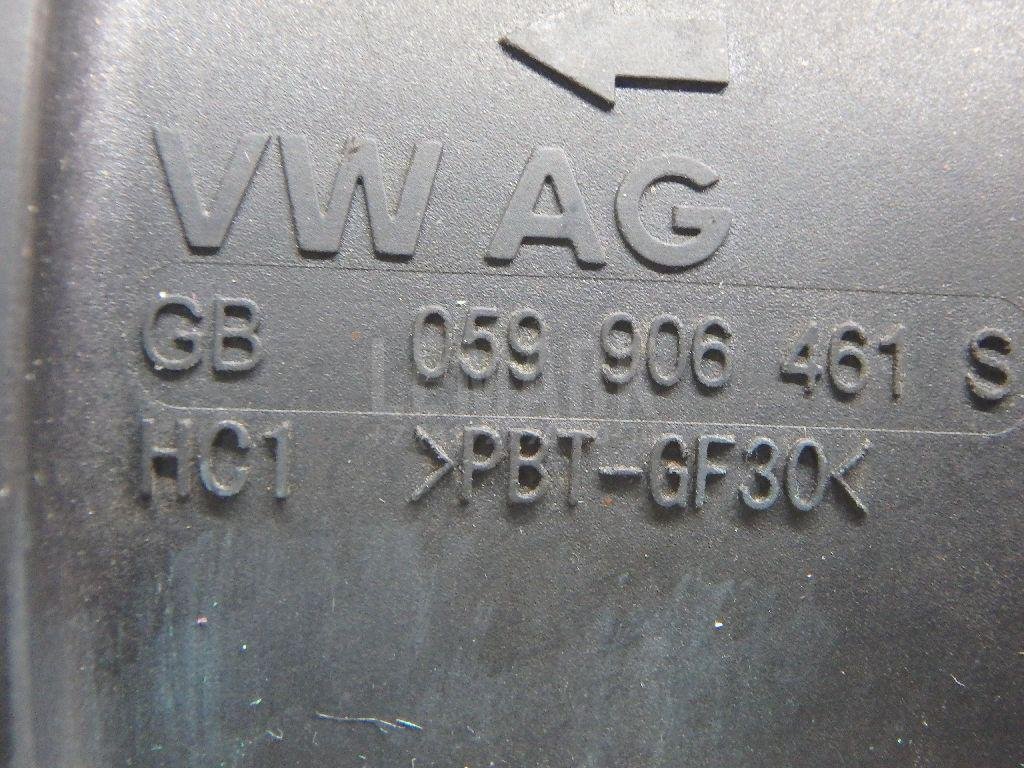 VW AG
GB 059 906 461 S
HC1 >PBT-GF30<